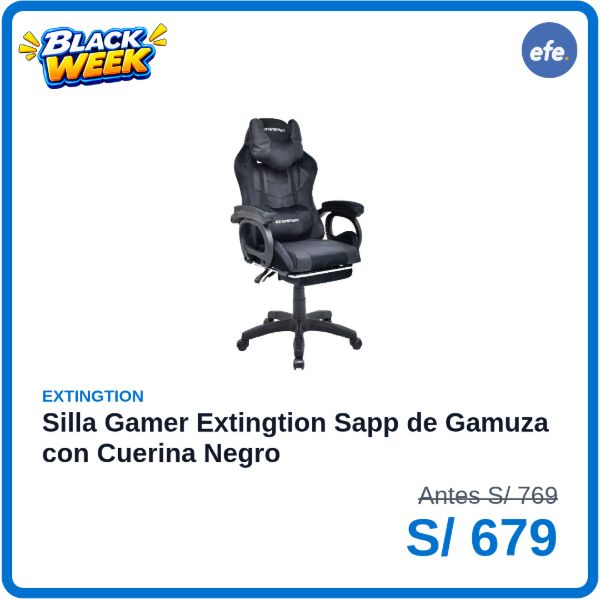 BLACK
WEEK
efe.
EXTINGTION
Silla Gamer Extingtion Sapp de Gamuza
con Cuerina Negro
Antes S/ 769
S/ 679